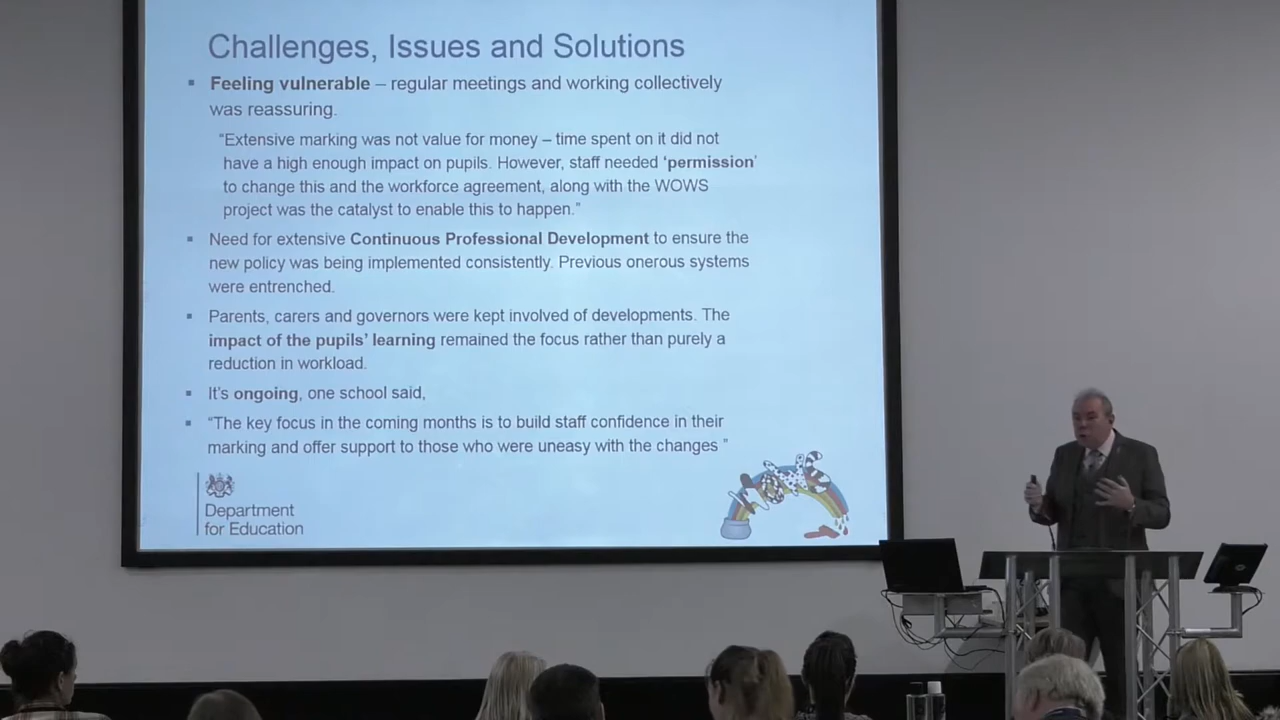 Challenges, Issues and Solutions
▪ Feeling vulnerable – regular meetings and working collectively
was reassuring.
“Extensive marking was not value for money – time spent on it did not
have a high enough impact on pupils. However, staff needed ‘permission’
to change this and the workforce agreement, along with the WOWS
project was the catalyst to enable this to happen.”
▪ Need for extensive Continuous Professional Development to ensure the
new policy was being implemented consistently. Previous onerous systems
were entrenched.
▪ Parents, carers and governors were kept involved of developments. The
impact of the pupils’ learning remained the focus rather than purely a
reduction in workload.
▪ It’s ongoing, one school said,
▪ “The key focus in the coming months is to build staff confidence in their
marking and offer support to those who were uneasy with the changes ”
Department
for Education